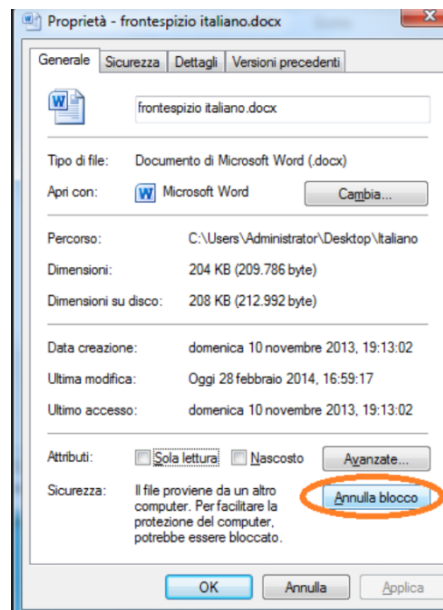 Proprietà - frontespizio italiano.docx
Generale Sicurezza Dettagli Versioni precedenti
frontespizio italiano.docx
Tipo di file: Documento di Microsoft Word (.docx)
Apri con: Microsoft Word Cambia...
Percorso: C:\Users\Administrator\Desktop\Italiano
Dimensioni: 204 KB (209.786 byte)
Dimensioni su disco: 208 KB (212.992 byte)
Data creazione: domenica 10 novembre 2013, 19:13:02
Ultima modifica: Oggi 28 febbraio 2014, 16:59:17
Ultimo accesso: domenica 10 novembre 2013, 19:13:02
Attributi: Sola lettura Nascosto Avanzate...
Sicurezza: Il file proviene da un altro
computer. Per facilitare la
protezione del computer,
potrebbe essere bloccato.
Annulla blocco
OK Annulla Applica